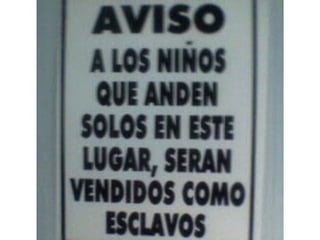 AVISO
A LOS NIÑOS
QUE ANDEN
SOLOS EN ESTE
LUGAR, SERAN
VENDIDOS COMO
ESCLAVOS